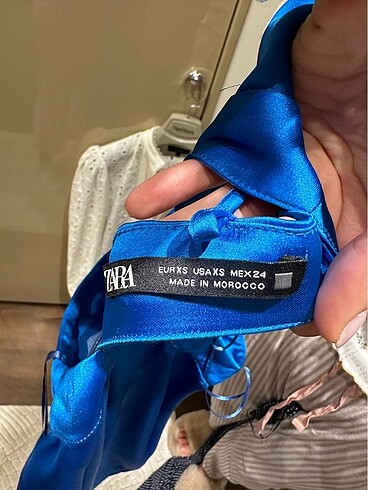 ZARA
EUR XS USA XS MEX 24
MADE IN MOROCCO